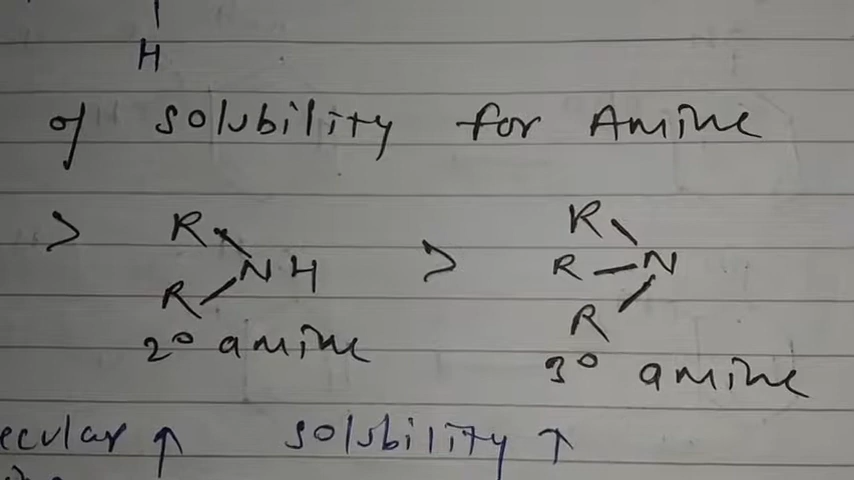 H
of solubility for Amine
> R R NH > R R N R
2° amine 3° amine
ecular ↑ solubility ↑